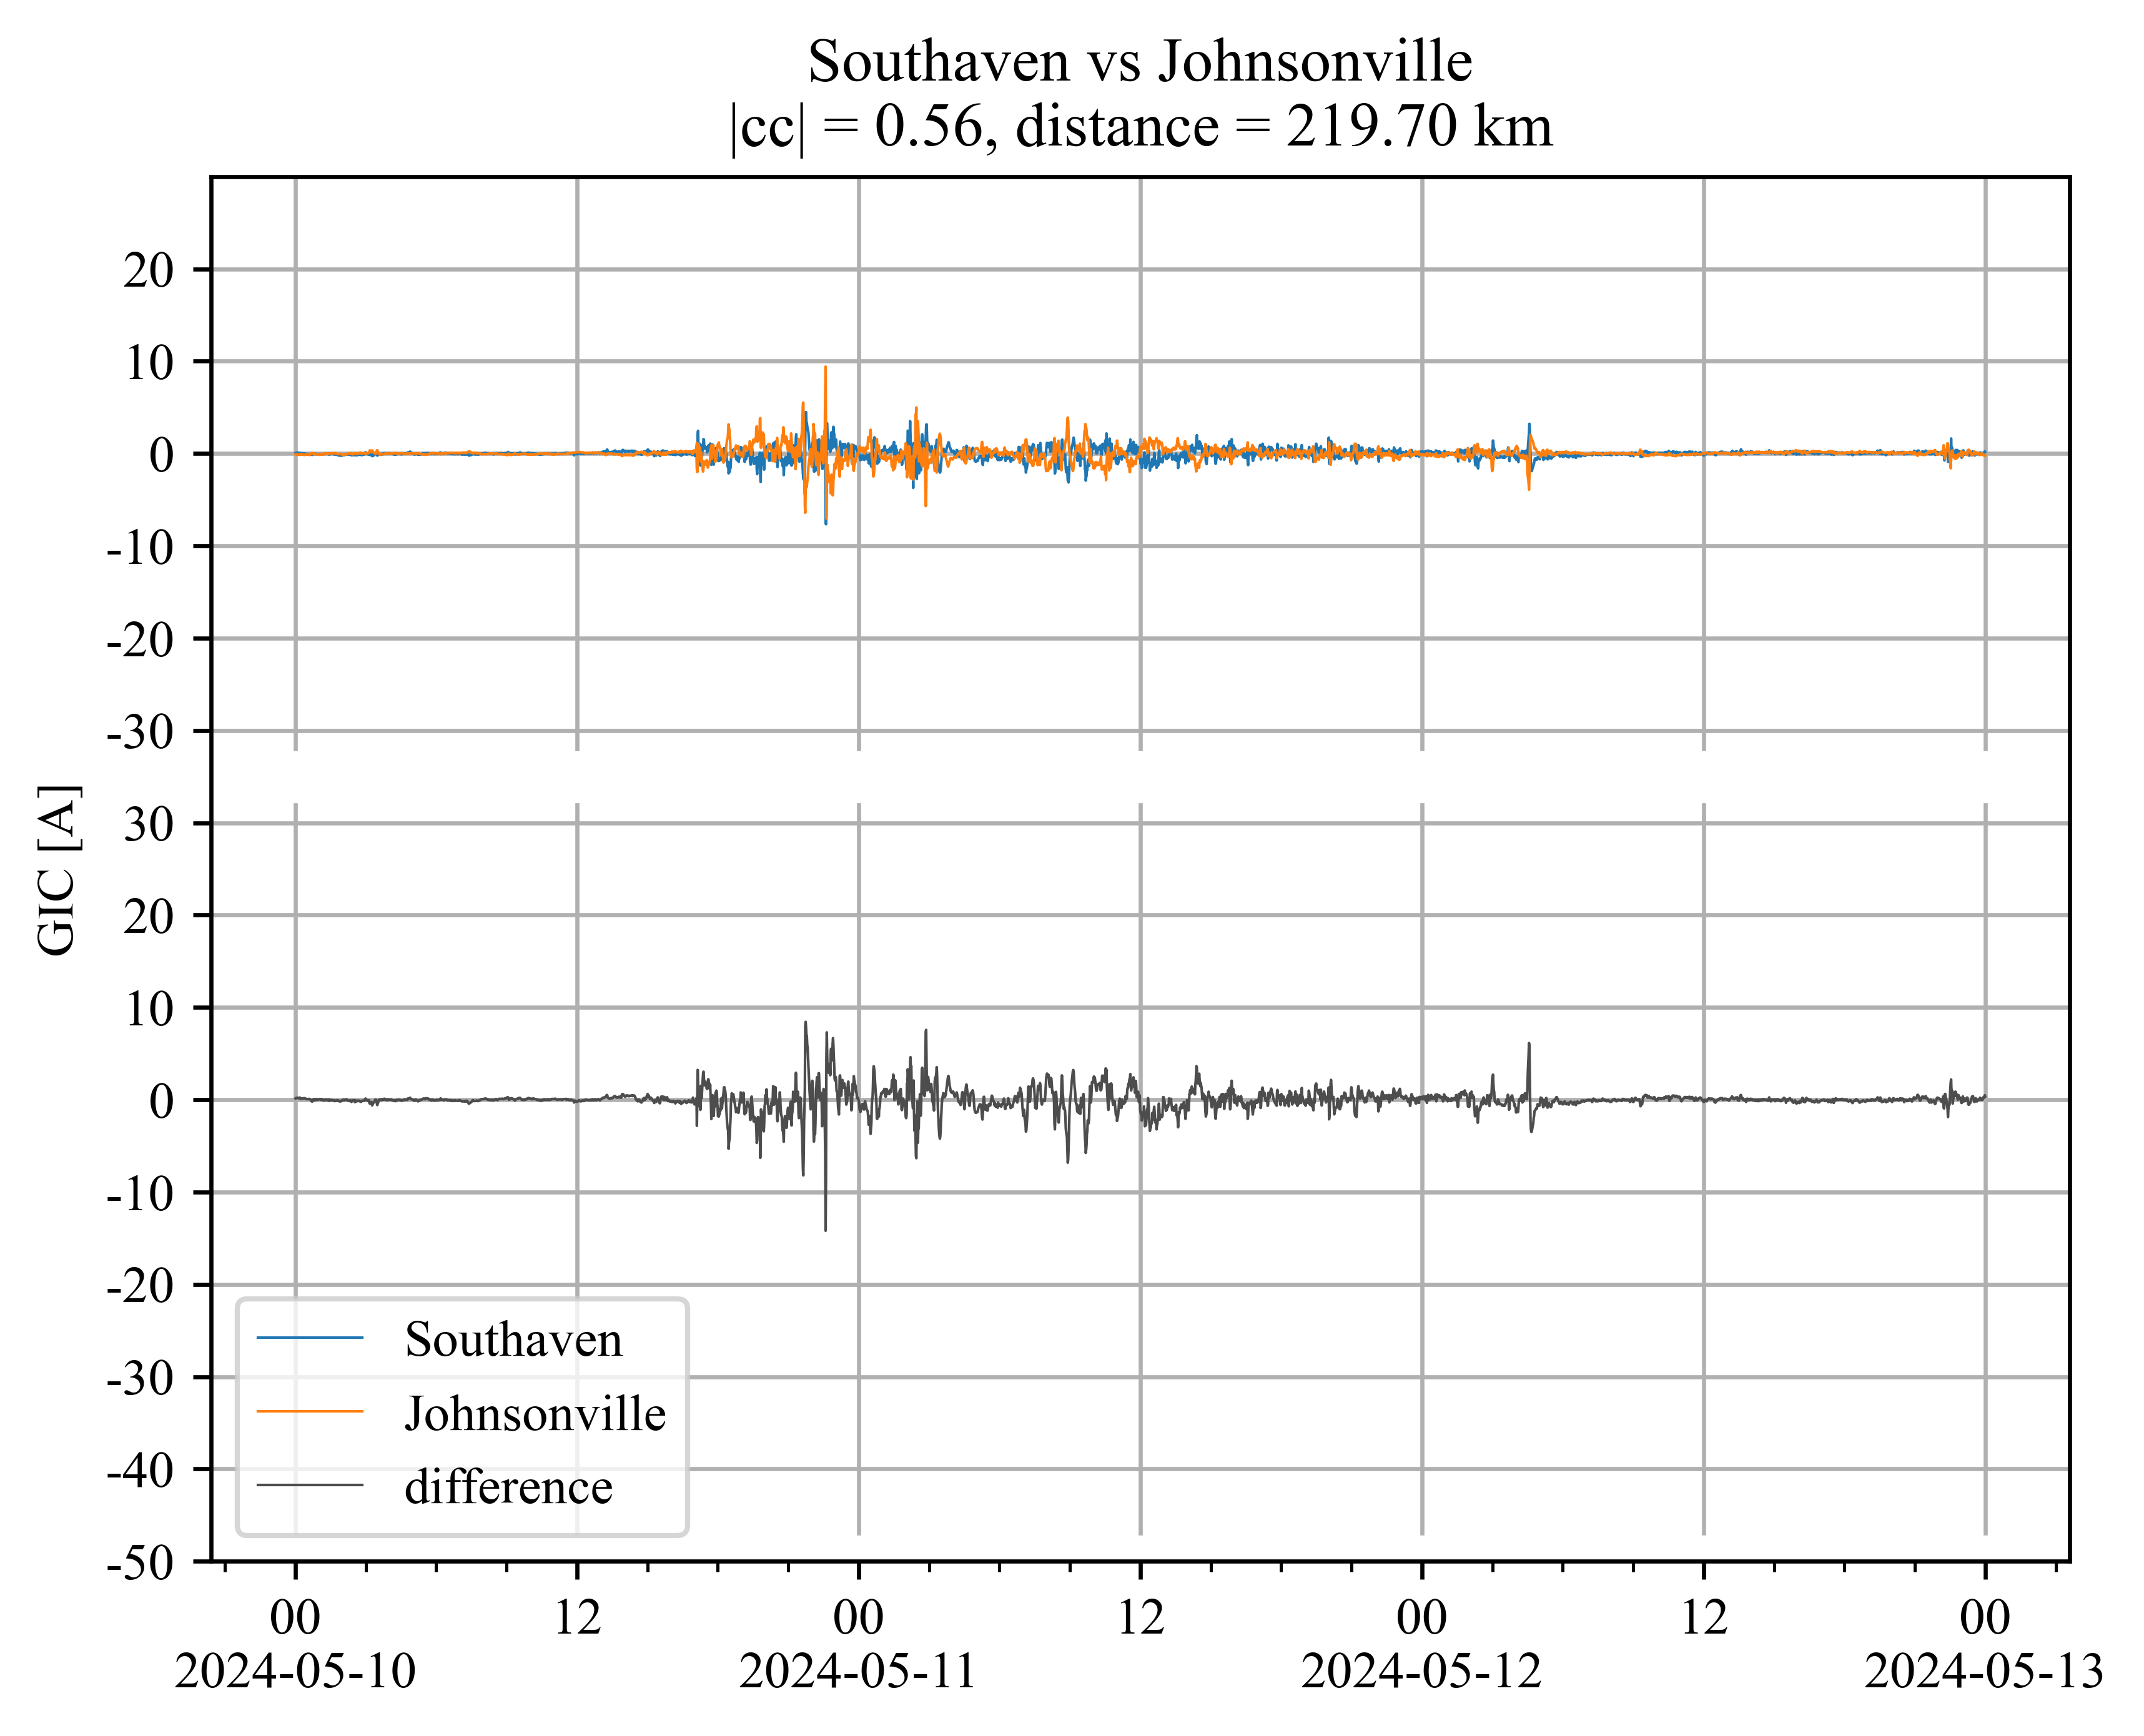 Southaven vs Johnsonville
|cc| = 0.56, distance = 219.70 km
GIC [A]
20
10
0
-10
-20
-30
30
20
10
0
-10
-20
-30
-40
-50
Southaven
Johnsonville
difference
00 12 00 12 00 12 00
2024-05-10 2024-05-11 2024-05-12 2024-05-13